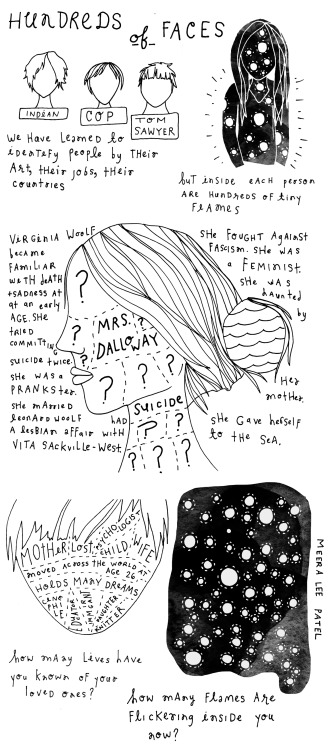 HUNDREDS of FACES
INDIAN
COP
TOM
SAWYER
We HAVE LeARNeD to
iDeNtify people by THeir
Art, tHeir jobs, tHeir
countries
but inside each person
ARe HUNDReDS of tiny
FLAMeS
ViRGiNiA WooLf
became
FAMiLiAR
WitH deAtH
+SADNeSS At
at an eaRly
AGE. SHe
tRied
committing
suicide twice.
SHe WAS a
PRANKSteR.
SHe mARRied
LeonARD WooLf
HAD
A LeSBiAN affair witH
VITA SACKVille-West.
SHe FOUGHT AGAinst
FASCiSm. SHe WAS
a FeMiNiST.
SHe WAS
Haunted
by
HeR
motHeR.
SHe GAVe HeRSelf
to tHe SeA.
?
?
MRS. ?
DALLOWAY
? ? ?
SUICIDE
? ?
? ? ?
MOTHeR LoST CHiLD WiFe
PSYCHOLOGIST
MOVeD ACROSS tHe WORLD At
AGe 26
HOLDS MANY DReAMS
How mANy Lives HAVe
you KNowN of youR
loved oNes?
How mANy FLAmes ARe
FLickeRing iNside you
Now?
MEERA LEE PATEL